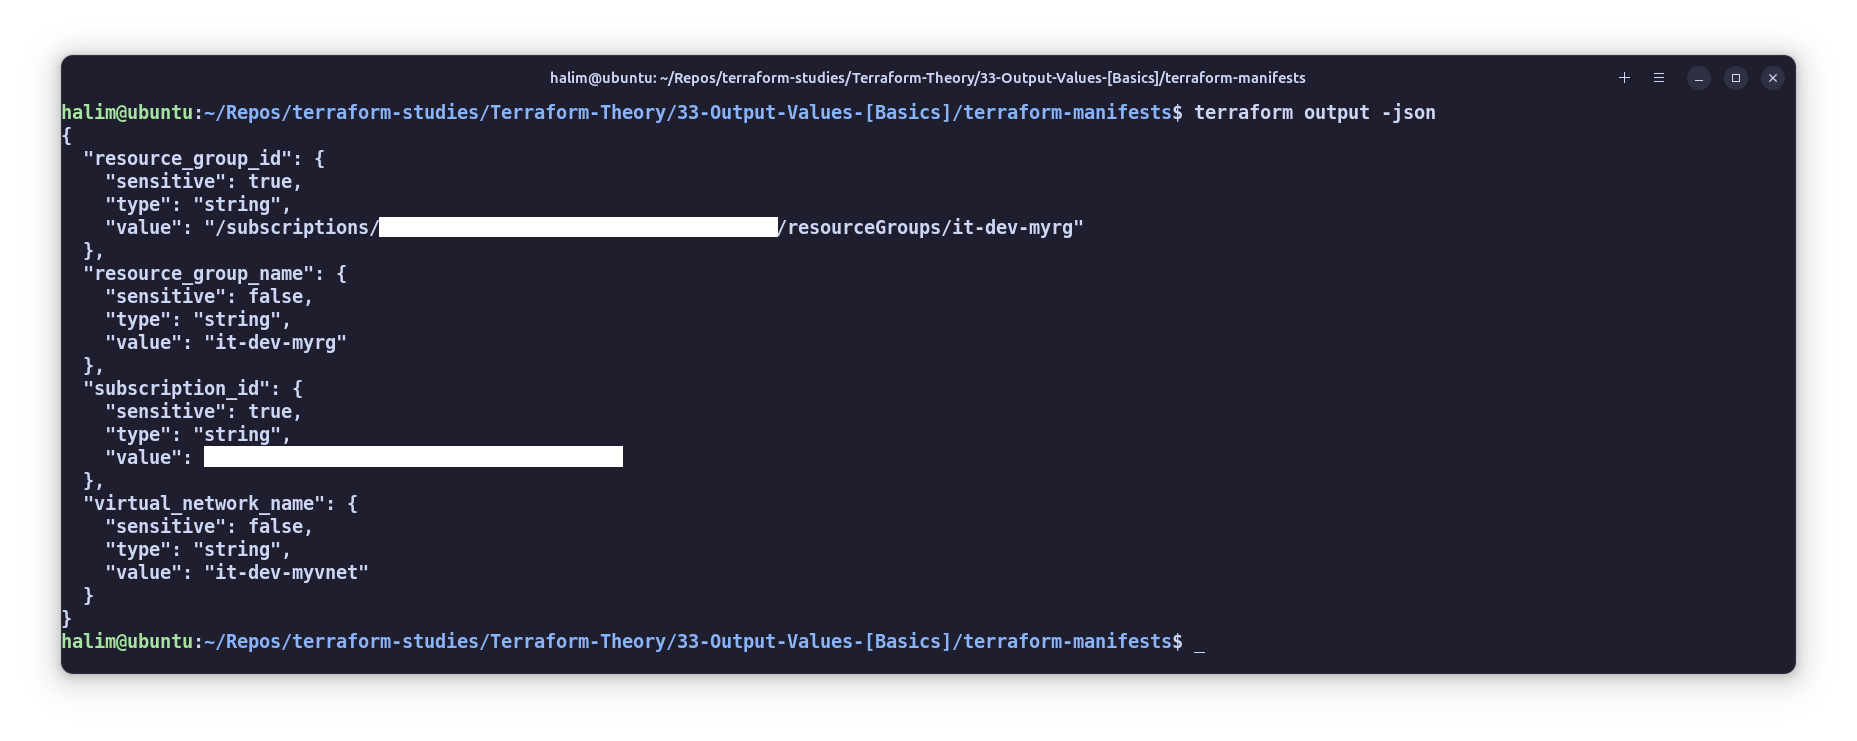 halim@ubuntu: ~/Repos/terraform-studies/Terraform-Theory/33-Output-Values-[Basics]/terraform-manifests
halim@ubuntu:~/Repos/terraform-studies/Terraform-Theory/33-Output-Values-[Basics]/terraform-manifests$ terraform output -json
{
  "resource_group_id": {
    "sensitive": true,
    "type": "string",
    "value": "/subscriptions/ /resourceGroups/it-dev-myrg"
  },
  "resource_group_name": {
    "sensitive": false,
    "type": "string",
    "value": "it-dev-myrg"
  },
  "subscription_id": {
    "sensitive": true,
    "type": "string",
    "value":
  },
  "virtual_network_name": {
    "sensitive": false,
    "type": "string",
    "value": "it-dev-myvnet"
  }
}
halim@ubuntu:~/Repos/terraform-studies/Terraform-Theory/33-Output-Values-[Basics]/terraform-manifests$ _